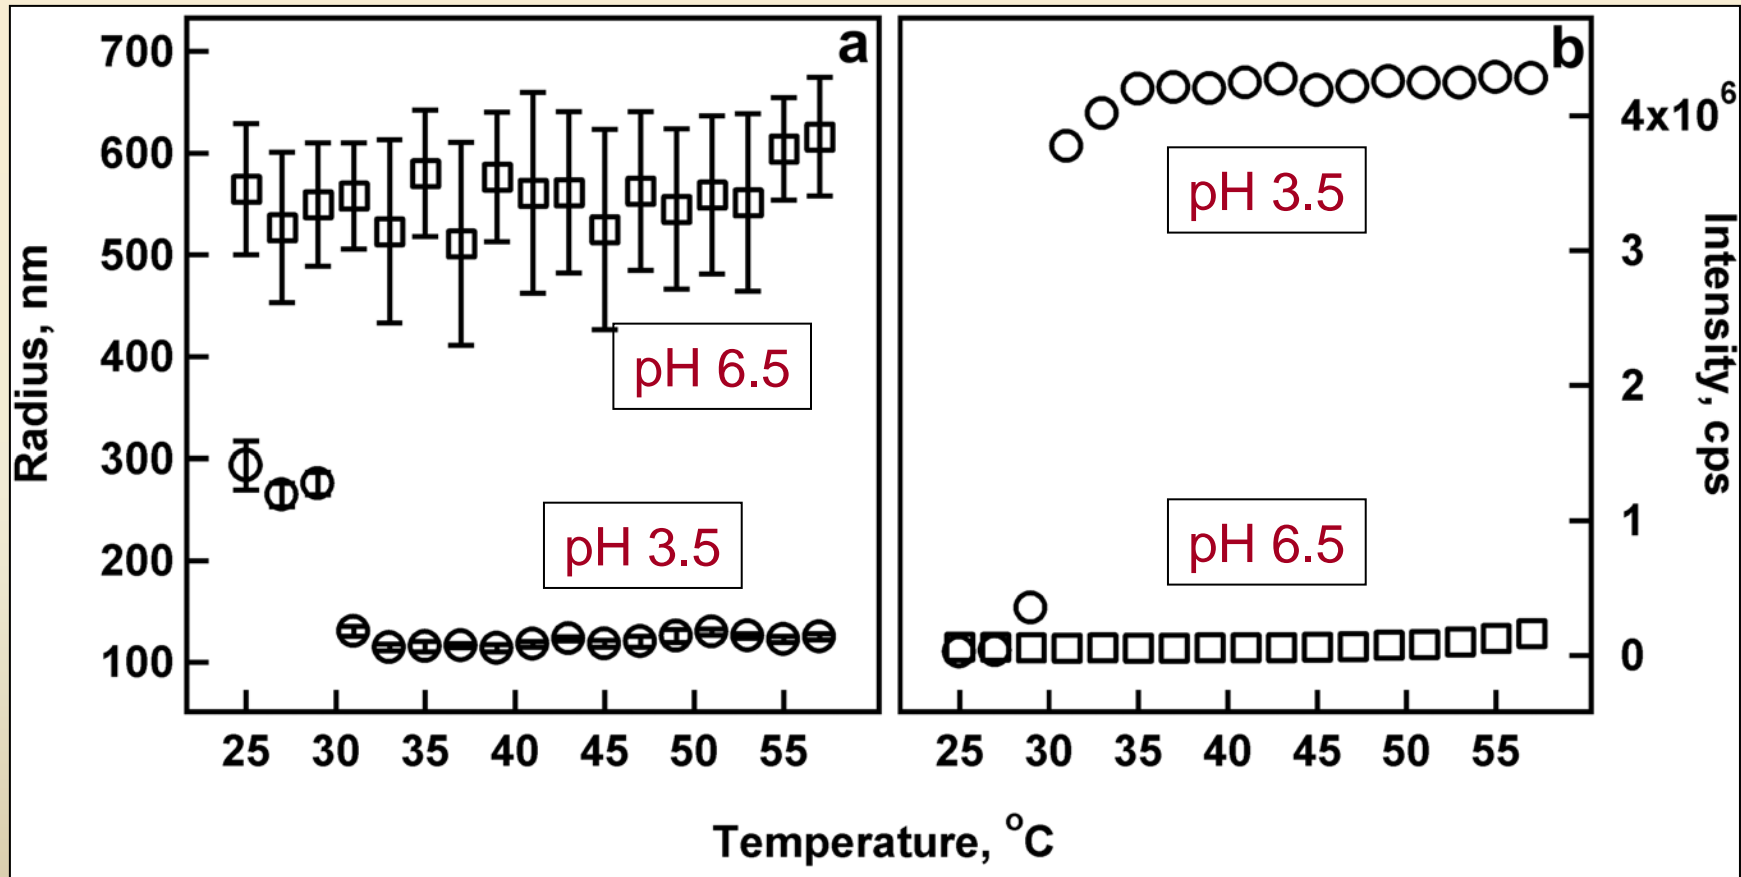 Radius, nm
700
600
500
400
300
200
100
a
pH 6.5
pH 3.5
25 30 35 40 45 50 55
b
pH 3.5
pH 6.5
25 30 35 40 45 50 55
4x10⁶
3
2
1
0
Intensity, cps
Temperature, °C